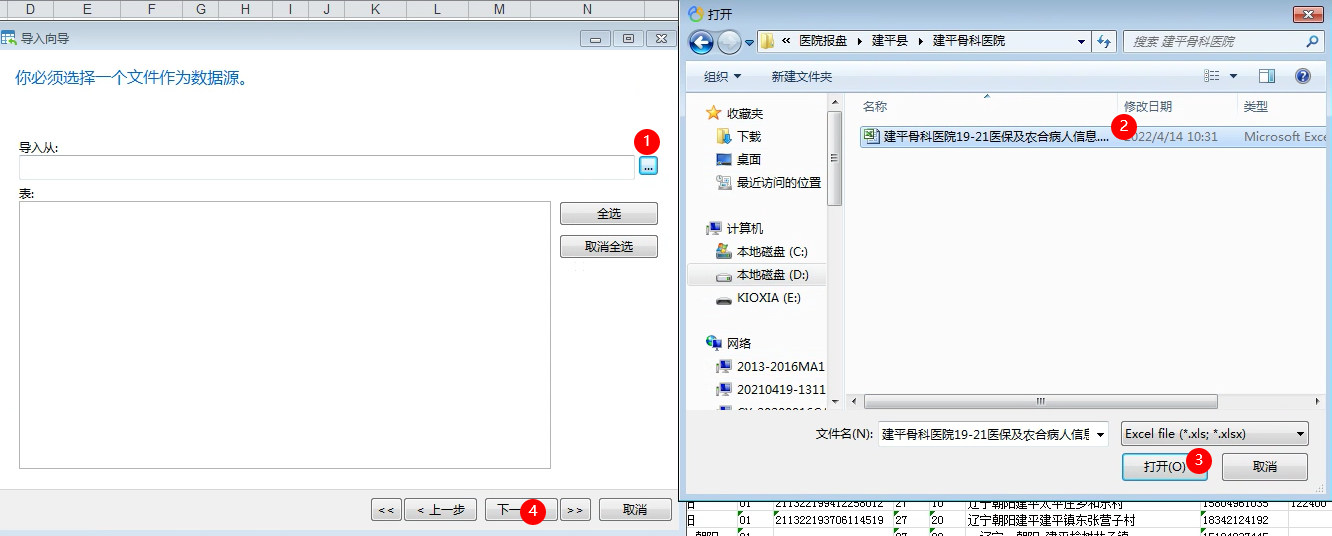 D E F G H I J K L M N
导入向导
你必须选择一个文件作为数据源。
导入从:
1
...
表:
全选
取消全选
<<
< 上一步
下一
4
>>
取消
打开
« 医院报盘 ▸ 建平县 ▸ 建平骨科医院
搜索 建平骨科医院
组织
新建文件夹
收藏夹
下载
桌面
最近访问的位置
计算机
本地磁盘 (C:)
本地磁盘 (D:)
KIOXIA (E:)
网络
2013-2016MA1
20210419-1311
名称 修改日期 类型
2
建平骨科医院19-21医保及农合病人信息.... 2022/4/14 10:31 Microsoft Exce
文件名(N): 建平骨科医院19-21医保及农合病人信息 Excel file (*.xls; *.xlsx)
打开(O)
3
取消
01 211322199412258012 27 10 辽宁朝阳建平太平庄乡和乐村 15804961035 122400
旧 01 211322193706114519 27 20 辽宁朝阳建平建平镇东张营子村 18342124192